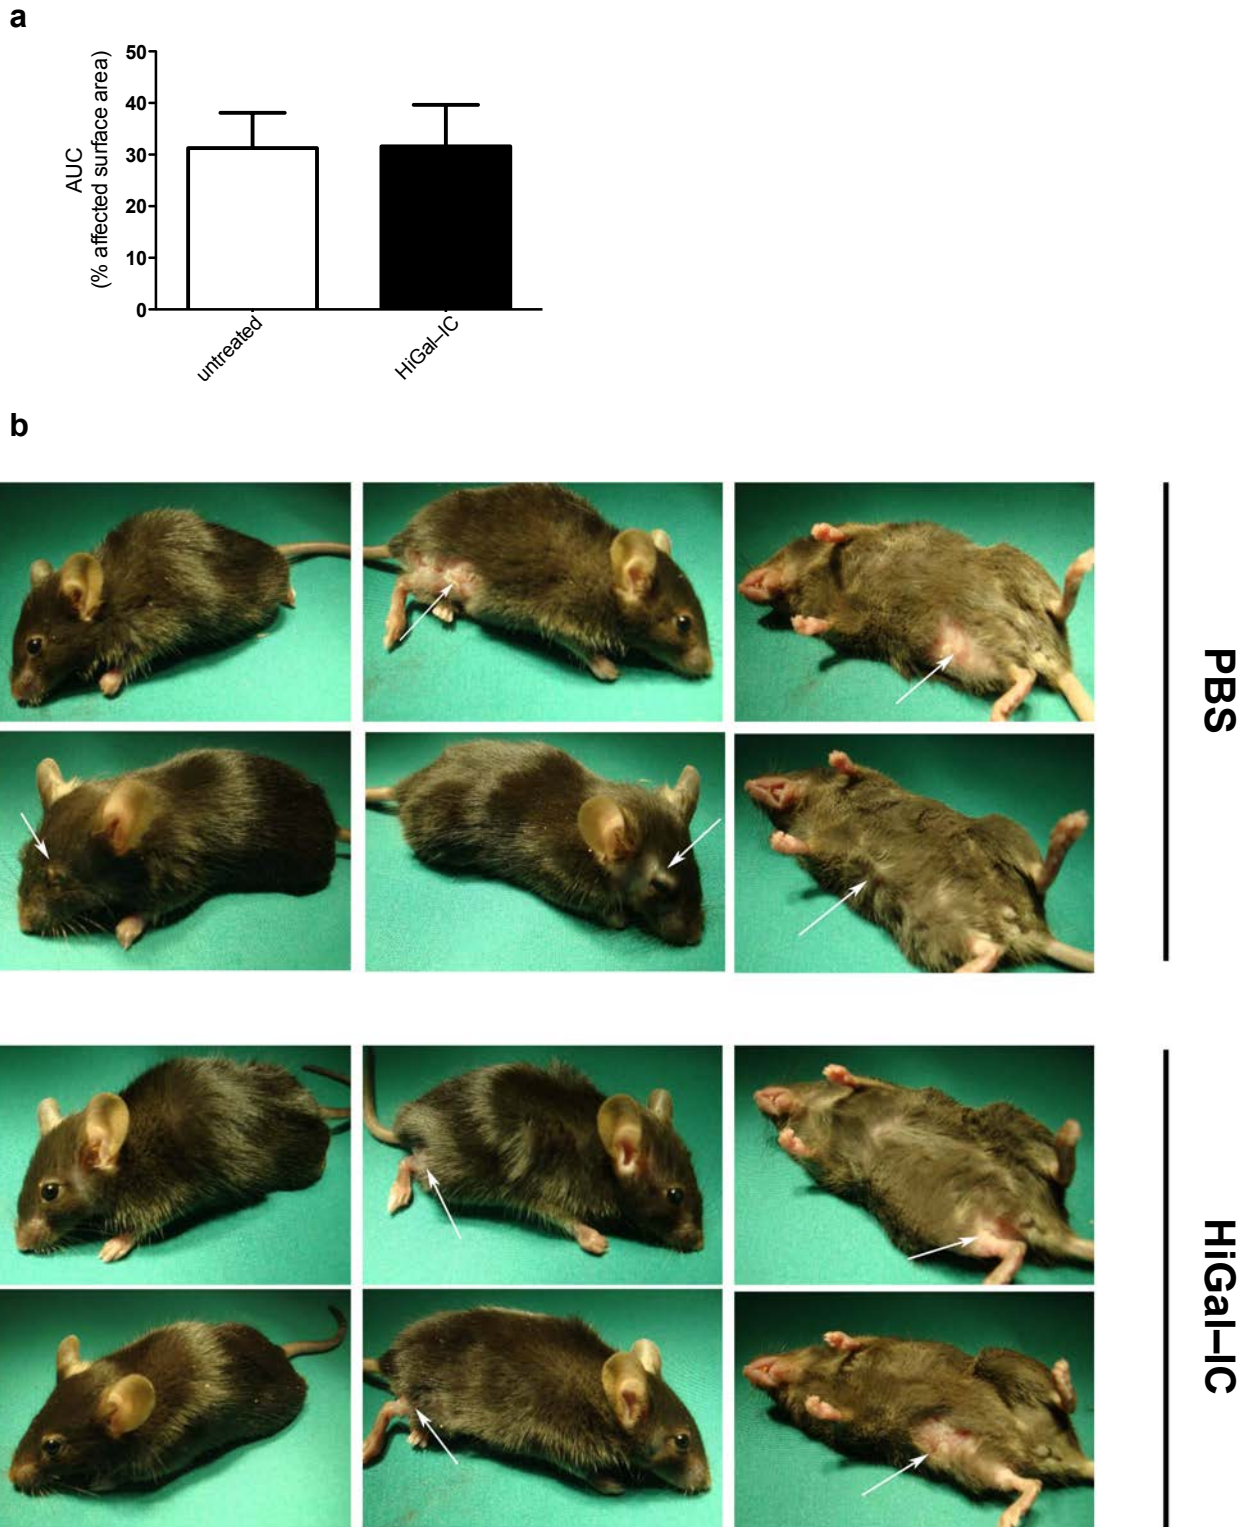 a
AUC
(% affected surface area)
50
40
30
20
10
0
untreated
HiGal–IC
b
PBS
HiGal–IC